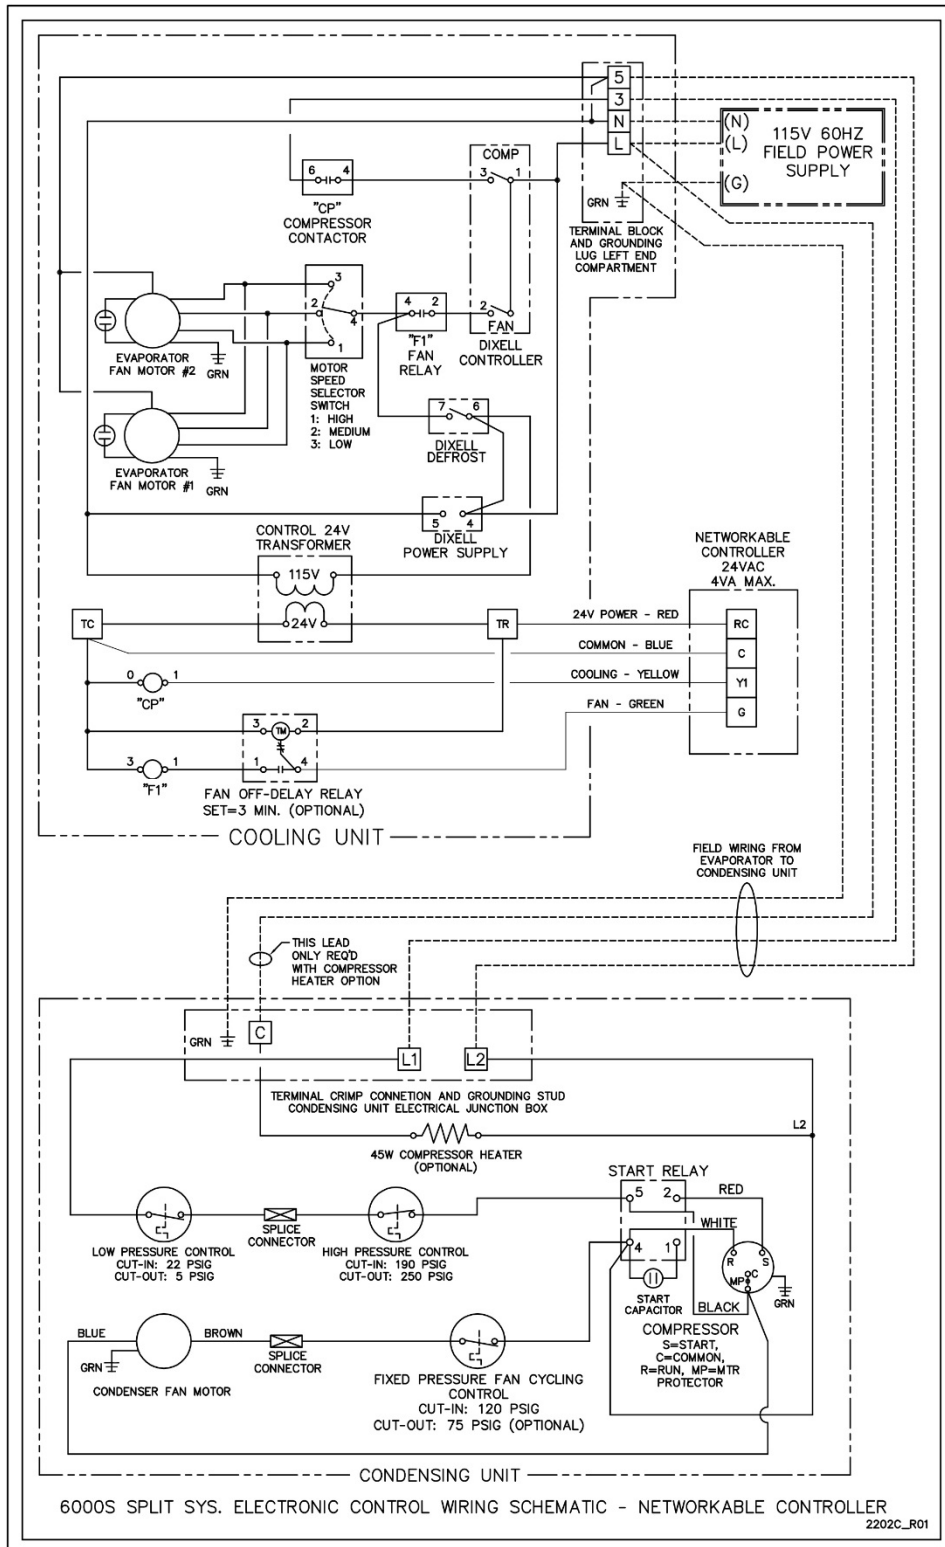 5
3
N
L
(N)
(L)
(G)
115V 60HZ
FIELD POWER
SUPPLY
GRN
TERMINAL BLOCK
AND GROUNDING
LUG LEFT END
COMPARTMENT
COMP
3 1
6 4
"CP"
COMPRESSOR
CONTACTOR
2
FAN
DIXELL
CONTROLLER
4 2
"F1"
FAN
RELAY
3
2
4
1
MOTOR
SPEED
SELECTOR
SWITCH
1: HIGH
2: MEDIUM
3: LOW
EVAPORATOR
FAN MOTOR #2
GRN
EVAPORATOR
FAN MOTOR #1
GRN
7 6
DIXELL
DEFROST
5 4
DIXELL
POWER SUPPLY
CONTROL 24V
TRANSFORMER
115V
24V
TC
TR
NETWORKABLE
CONTROLLER
24VAC
4VA MAX.
24V POWER - RED
RC
COMMON - BLUE
C
COOLING - YELLOW
Y1
FAN - GREEN
G
0 1
"CP"
3 TM 2
3 1
"F1"
1 4
FAN OFF-DELAY RELAY
SET=3 MIN. (OPTIONAL)
COOLING UNIT
FIELD WIRING FROM
EVAPORATOR TO
CONDENSING UNIT
THIS LEAD
ONLY REQ'D
WITH COMPRESSOR
HEATER OPTION
GRN
C
L1
L2
TERMINAL CRIMP CONNETION AND GROUNDING STUD
CONDENSING UNIT ELECTRICAL JUNCTION BOX
L2
45W COMPRESSOR HEATER
(OPTIONAL)
START RELAY
5 2
RED
WHITE
4 1
START
CAPACITOR
BLACK
R S
C
MP
GRN
COMPRESSOR
S=START,
C=COMMON,
R=RUN, MP=MTR
PROTECTOR
LOW PRESSURE CONTROL
CUT-IN: 22 PSIG
CUT-OUT: 5 PSIG
SPLICE
CONNECTOR
HIGH PRESSURE CONTROL
CUT-IN: 190 PSIG
CUT-OUT: 250 PSIG
BLUE
BROWN
GRN
CONDENSER FAN MOTOR
SPLICE
CONNECTOR
FIXED PRESSURE FAN CYCLING
CONTROL
CUT-IN: 120 PSIG
CUT-OUT: 75 PSIG (OPTIONAL)
CONDENSING UNIT
6000S SPLIT SYS. ELECTRONIC CONTROL WIRING SCHEMATIC - NETWORKABLE CONTROLLER
2202C_R01